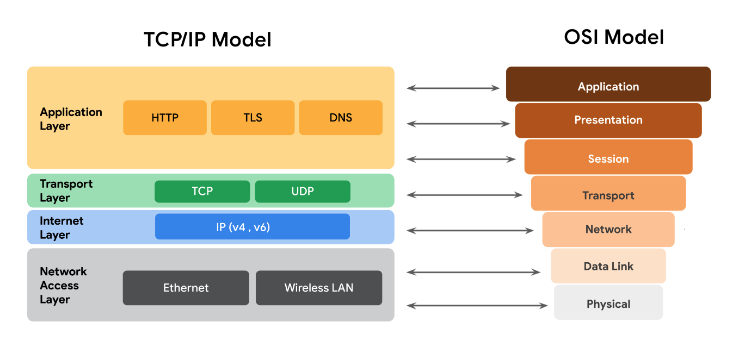 TCP/IP Model
OSI Model
Application
Layer
HTTP
TLS
DNS
Transport
Layer
TCP
UDP
Internet
Layer
IP (v4 , v6)
Network
Access
Layer
Ethernet
Wireless LAN
Application
Presentation
Session
Transport
Network
Data Link
Physical